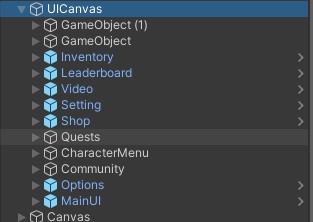 UICanvas
GameObject (1)
GameObject
Inventory
Leaderboard
Video
Setting
Shop
Quests
CharacterMenu
Community
Options
MainUI
Canvas